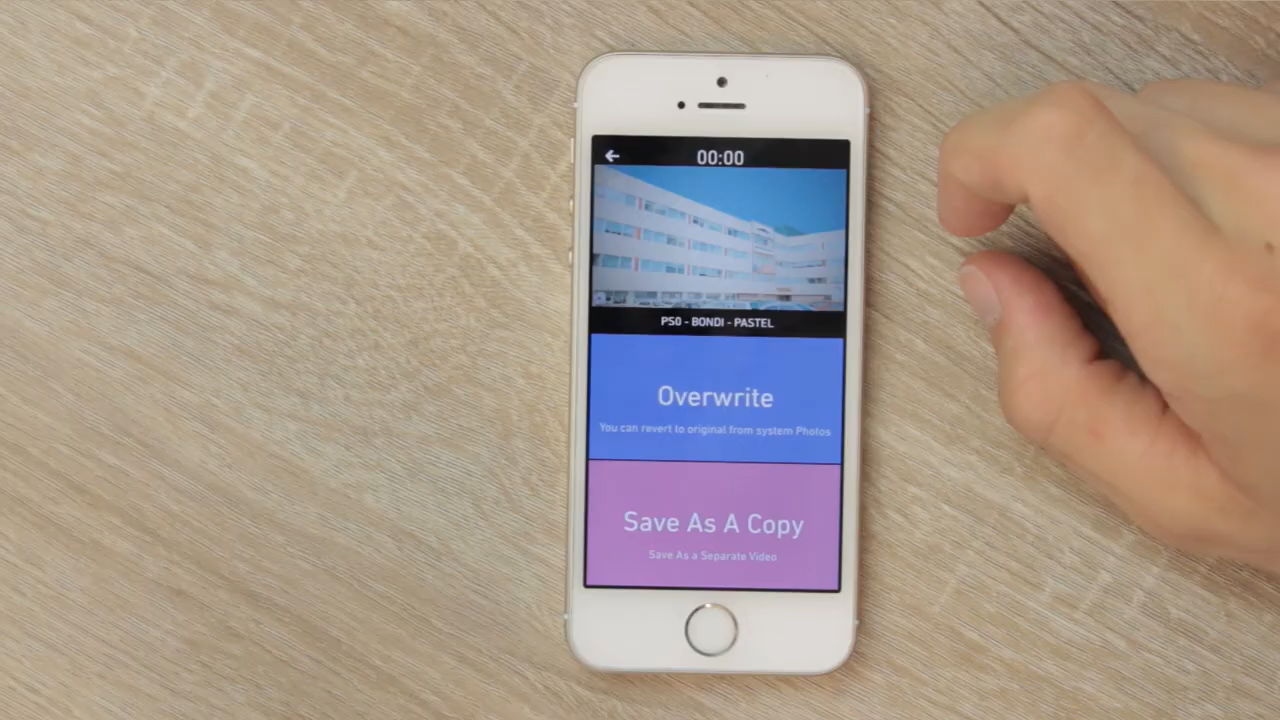 00:00
PS0 - BONDI - PASTEL
Overwrite
You can revert to original from system Photos
Save As A Copy
Save As a Separate Video